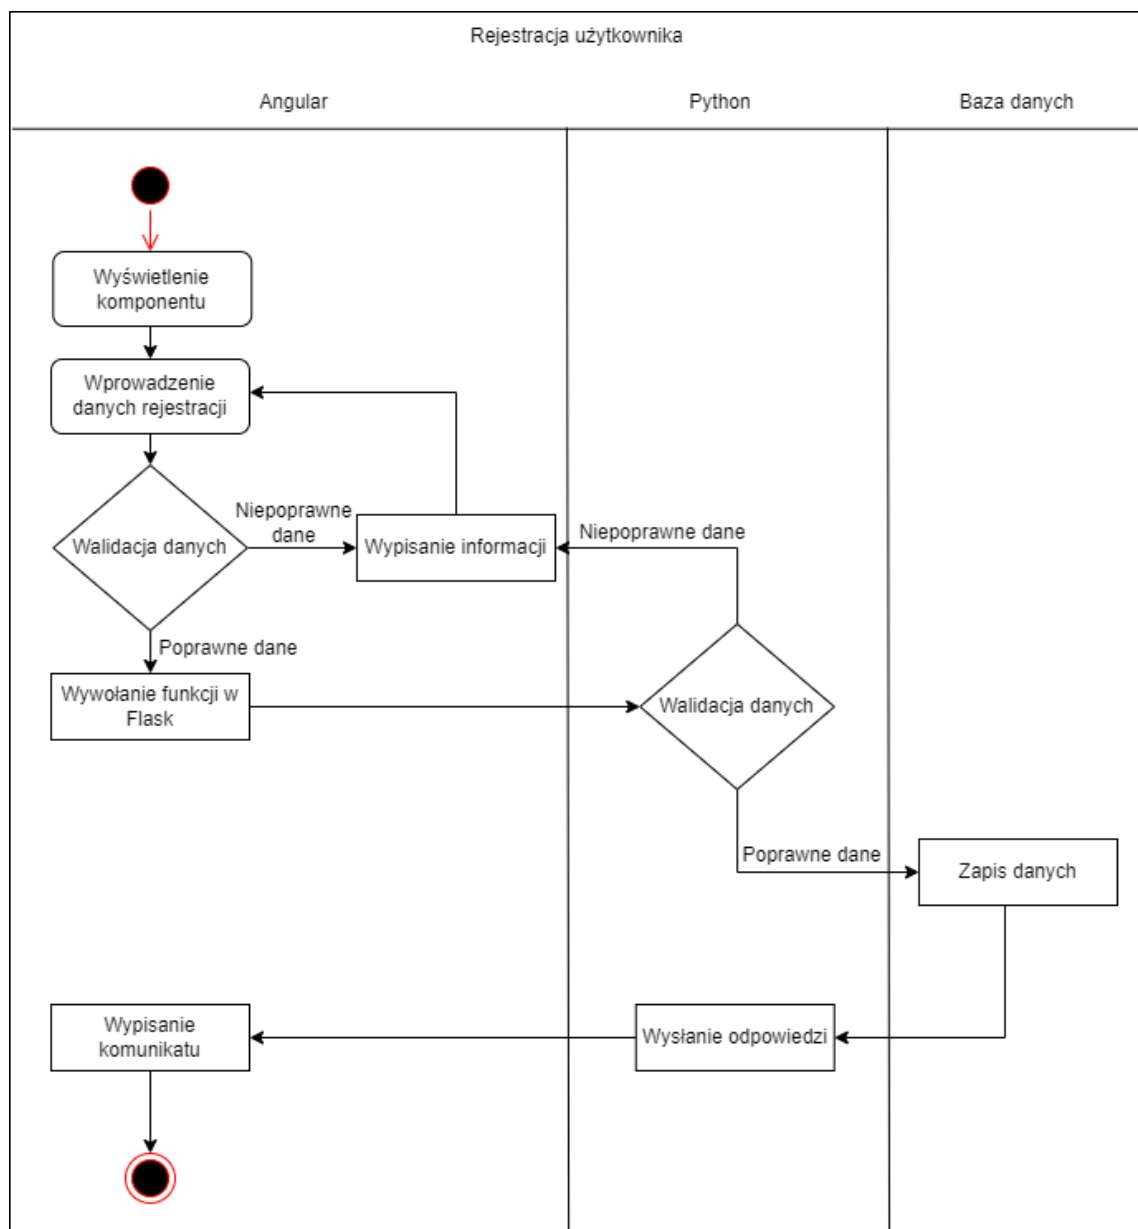 Rejestracja użytkownika
Angular
Python
Baza danych
Wyświetlenie
komponentu
Wprowadzenie
danych rejestracji
Niepoprawne
dane
Niepoprawne dane
Walidacja danych
Wypisanie informacji
Poprawne dane
Wywołanie funkcji w
Flask
Walidacja danych
Poprawne dane
Zapis danych
Wypisanie
komunikatu
Wysłanie odpowiedzi